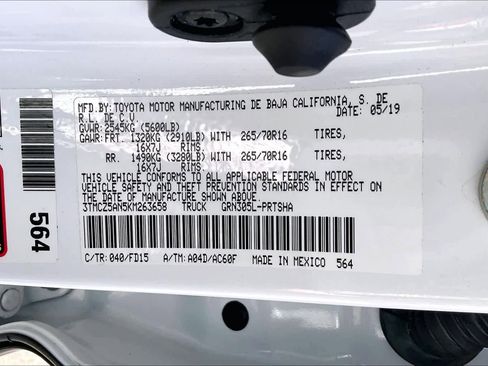 MFD.BY: TOYOTA MOTOR MANUFACTURING DE BAJA CALIFORNIA, S. DE
R.L. DE C.V. DATE: 05/19
GVWR: 2545KG (5600LB)
GAWR: FRT. 1320KG (2910LB) WITH 265/70R16 TIRES,
16X7J RIMS,
RR. 1490KG (3280LB) WITH 265/70R16 TIRES,
16X7J RIMS.
THIS VEHICLE CONFORMS TO ALL APPLICABLE FEDERAL MOTOR
VEHICLE SAFETY AND THEFT PREVENTION STANDARDS IN EFFECT ON
THE DATE OF MANUFACTURE SHOWN ABOVE.
3TMCZ5AN5KM263658 TRUCK GRN305L-PRTSHA
C/TR: 040/FD15 A/TM: A04D/AC60F MADE IN MEXICO 564
564